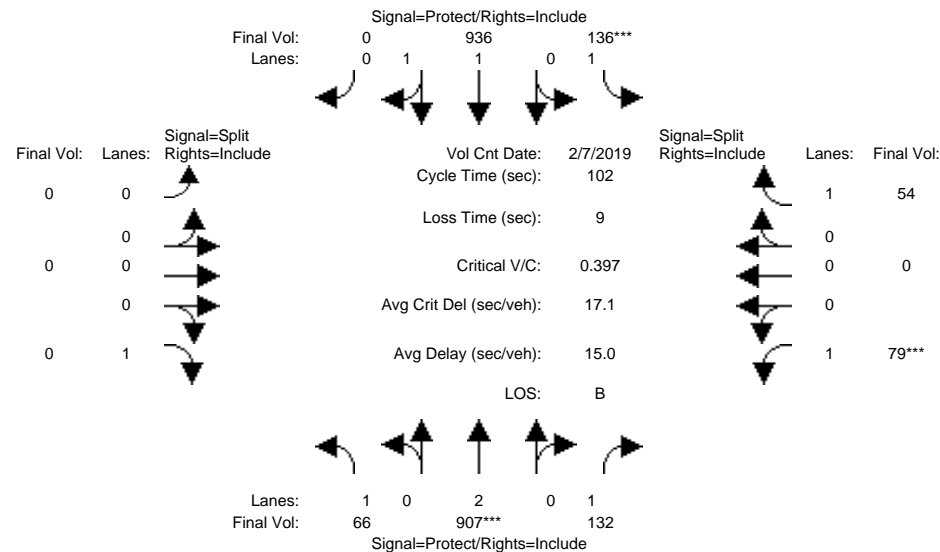 Signal=Protect/Rights=Include
Final Vol: 0 936 136***
Lanes: 0 1 1 0 1
Signal=Split Signal=Split
Final Vol: Lanes: Rights=Include Vol Cnt Date: 2/7/2019 Rights=Include Lanes: Final Vol:
Cycle Time (sec): 102
0 0 1 54
Loss Time (sec): 9
0 0
0 0 Critical V/C: 0.397 0 0
0 Avg Crit Del (sec/veh): 17.1 0
0 1 Avg Delay (sec/veh): 15.0 1 79***
LOS: B
Lanes: 1 0 2 0 1
Final Vol: 66 907*** 132
Signal=Protect/Rights=Include